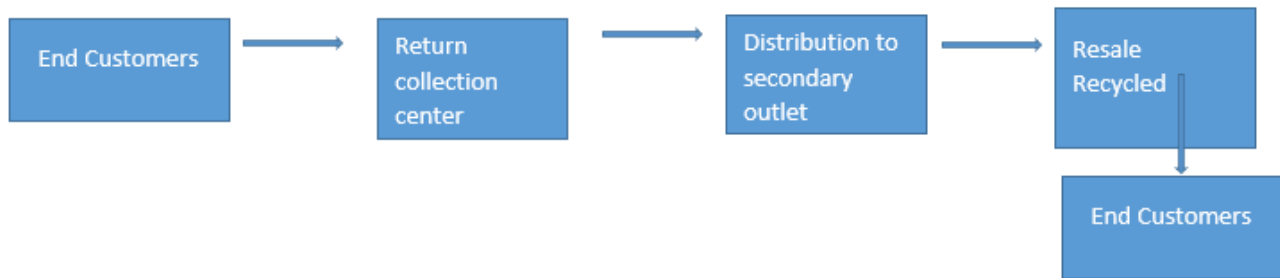 End Customers
Return
collection
center
Distribution to
secondary
outlet
Resale
Recycled
End Customers